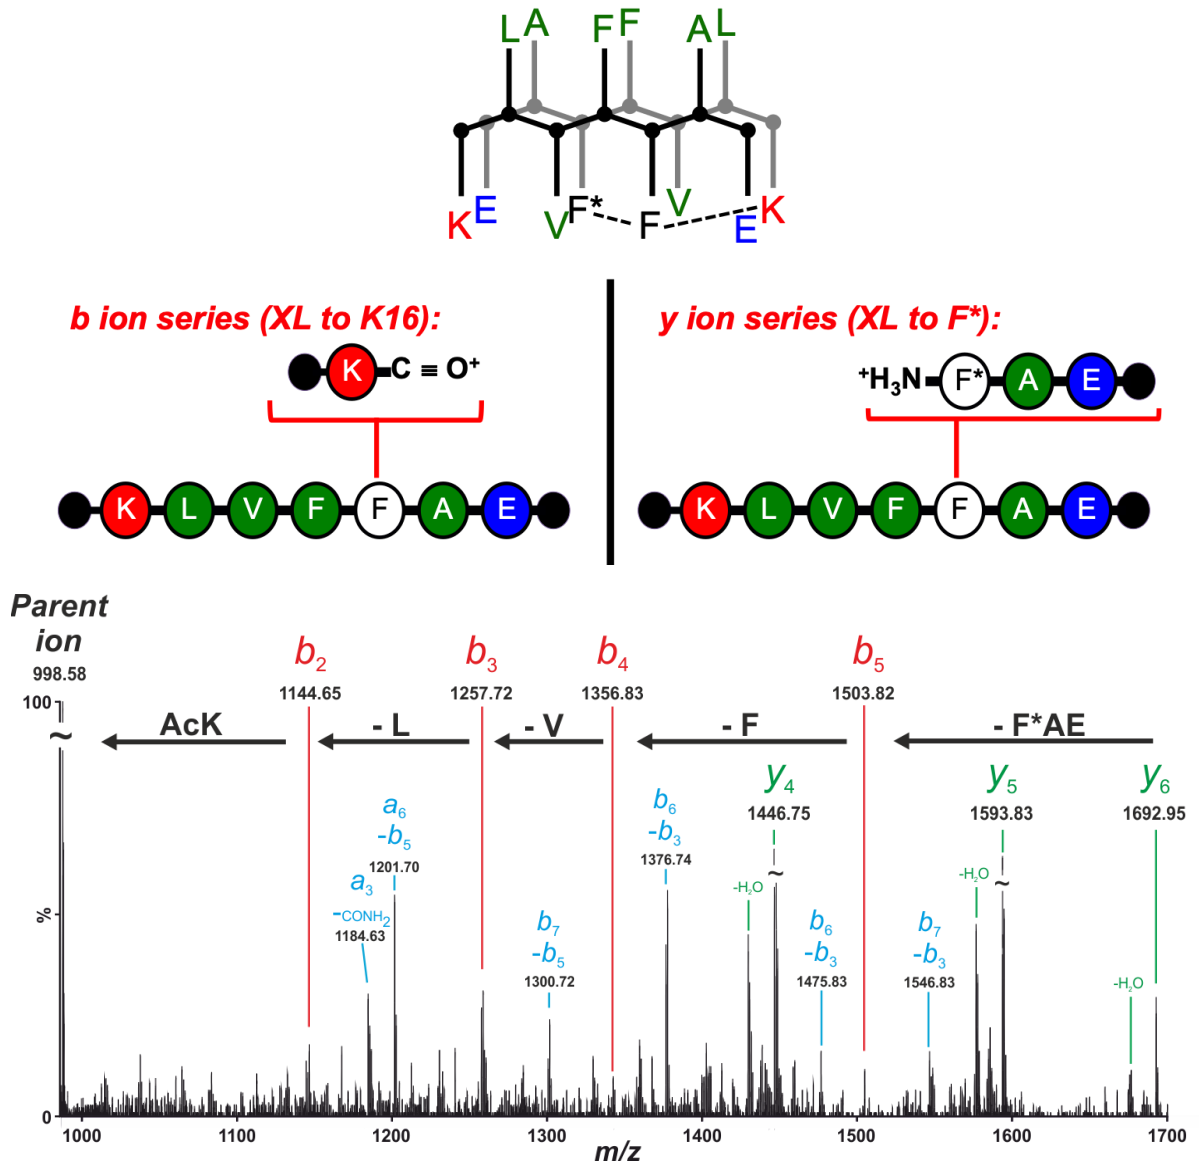 L A F F A L
K E V F* F V E K
b ion series (XL to K16):
K C ≡ O⁺
K L V F F A E
y ion series (XL to F*):
⁺H₃N F* A E
K L V F F A E
Parent
ion
998.58
b₂
1144.65
b₃
1257.72
b₄
1356.83
b₅
1503.82
AcK
- L
- V
- F
- F*AE
a₃
-CONH₂
1184.63
a₆
-b₅
1201.70
b₇
-b₅
1300.72
b₆
-b₃
1376.74
-H₂O
y₄
1446.75
~
b₆
-b₃
1475.83
b₇
-b₃
1546.83
-H₂O
y₅
1593.83
~
-H₂O
y₆
1692.95
100
~
%
0
1000 1100 1200 1300 1400 1500 1600 1700
m/z